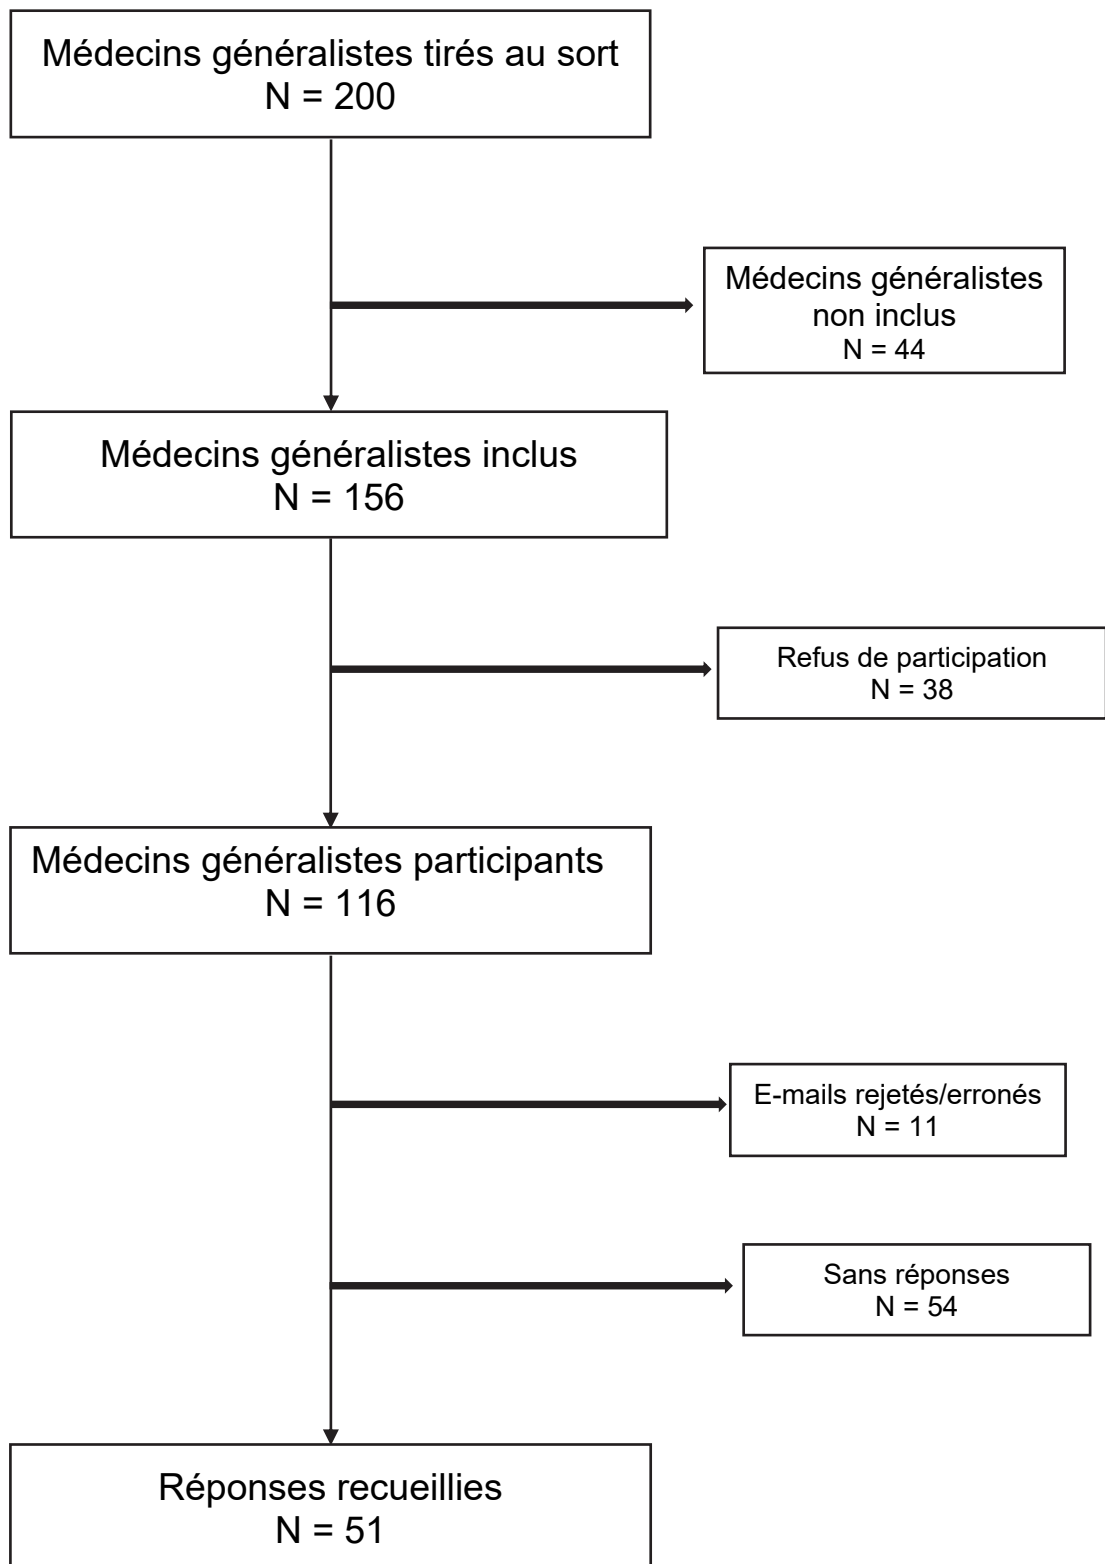 Médecins généralistes tirés au sort
N = 200
Médecins généralistes
non inclus
N = 44
Médecins généralistes inclus
N = 156
Refus de participation
N = 38
Médecins généralistes participants
N = 116
E-mails rejetés/erronés
N = 11
Sans réponses
N = 54
Réponses recueillies
N = 51